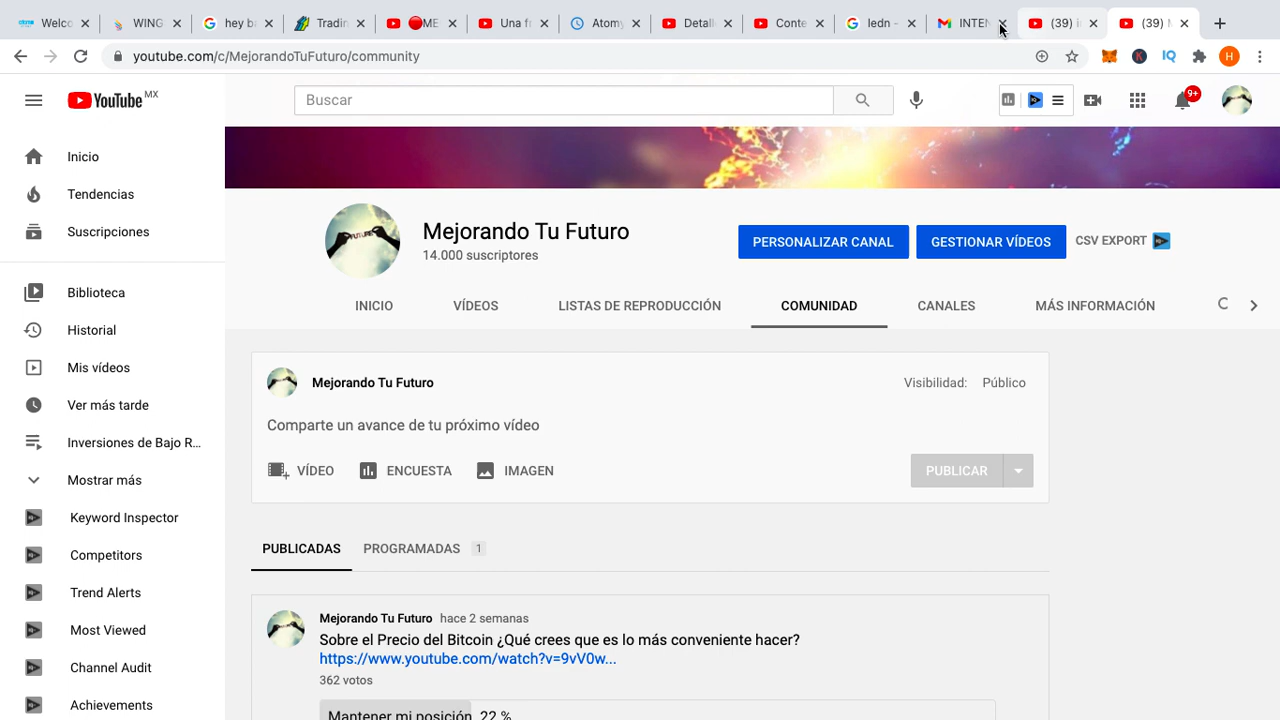 Welco
WING
hey ba
Tradin
ME
Una fr
Atomy
Detall
Conte
ledn -
INTEN
(39) i
(39) M
youtube.com/c/MejorandoTuFuturo/community
YouTube MX
Buscar
9+
H
Inicio
Tendencias
Suscripciones
Biblioteca
Historial
Mis vídeos
Ver más tarde
Inversiones de Bajo R...
Mostrar más
Keyword Inspector
Competitors
Trend Alerts
Most Viewed
Channel Audit
Achievements
Mejorando Tu Futuro
14.000 suscriptores
PERSONALIZAR CANAL
GESTIONAR VÍDEOS
CSV EXPORT
INICIO
VÍDEOS
LISTAS DE REPRODUCCIÓN
COMUNIDAD
CANALES
MÁS INFORMACIÓN
Mejorando Tu Futuro
Visibilidad: Público
Comparte un avance de tu próximo vídeo
VÍDEO
ENCUESTA
IMAGEN
PUBLICAR
PUBLICADAS
PROGRAMADAS 1
Mejorando Tu Futuro hace 2 semanas
Sobre el Precio del Bitcoin ¿Qué crees que es lo más conveniente hacer?
https://www.youtube.com/watch?v=9vV0w...
362 votos
Mantener mi posición 22 %